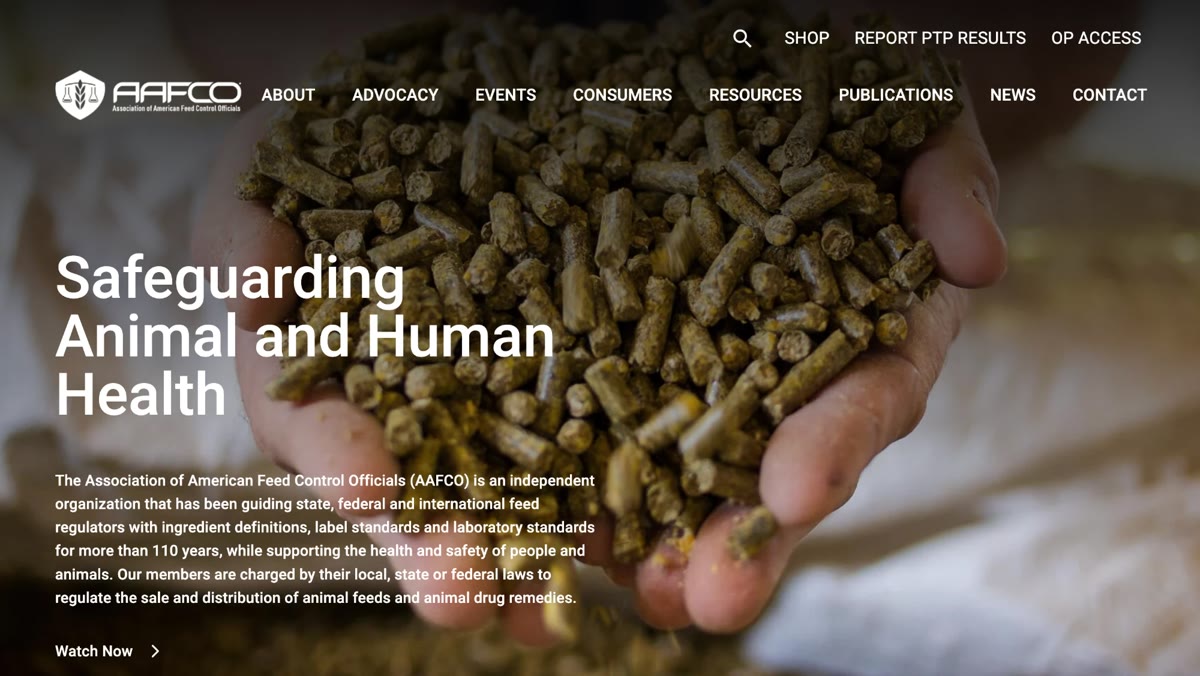 SHOP REPORT PTP RESULTS OP ACCESS
AAFCO
Association of American Feed Control Officials
ABOUT ADVOCACY EVENTS CONSUMERS RESOURCES PUBLICATIONS NEWS CONTACT
Safeguarding
Animal and Human
Health
The Association of American Feed Control Officials (AAFCO) is an independent
organization that has been guiding state, federal and international feed
regulators with ingredient definitions, label standards and laboratory standards
for more than 110 years, while supporting the health and safety of people and
animals. Our members are charged by their local, state or federal laws to
regulate the sale and distribution of animal feeds and animal drug remedies.
Watch Now